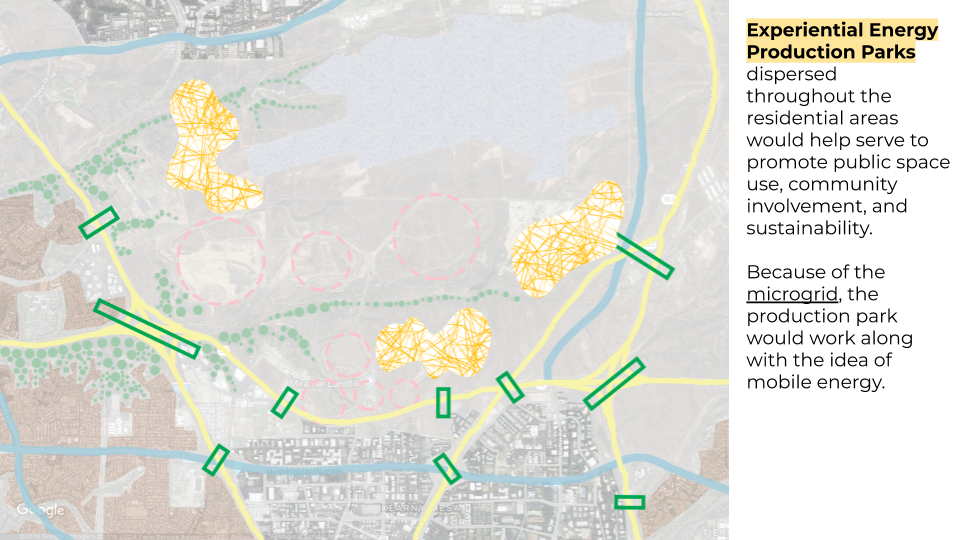 Experiential Energy
Production Parks
dispersed
throughout the
residential areas
would help serve to
promote public space
use, community
involvement, and
sustainability.
Because of the
microgrid, the
production park
would work along
with the idea of
mobile energy.
Landfill
Google